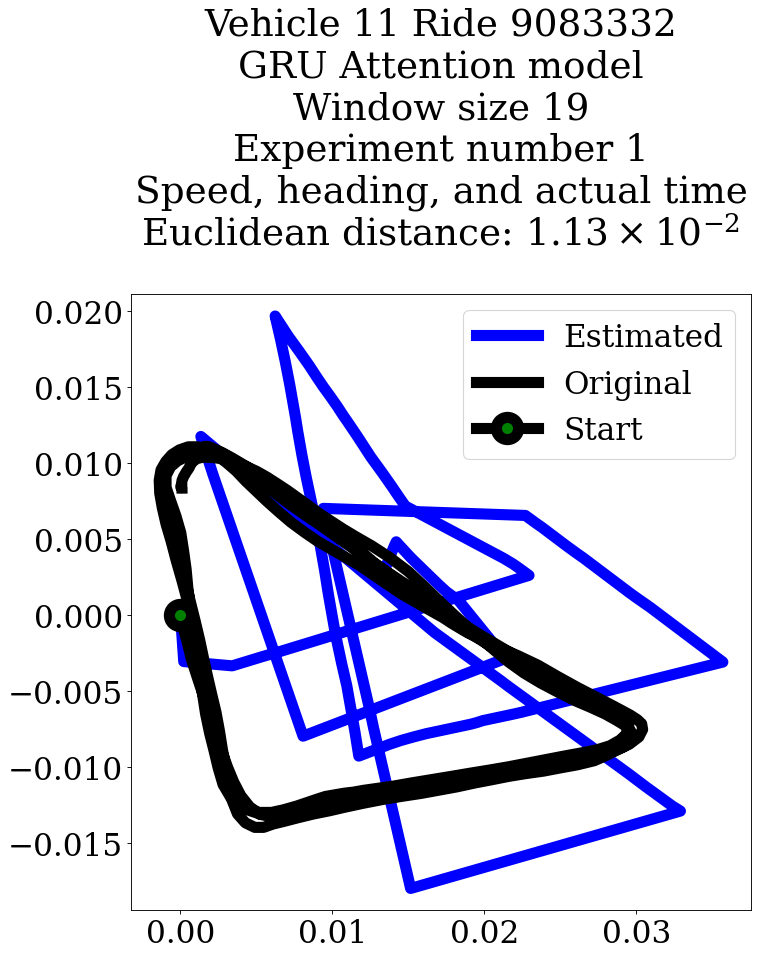 Vehicle 11 Ride 9083332
GRU Attention model
Window size 19
Experiment number 1
Speed, heading, and actual time
Euclidean distance: 1.13 × 10⁻²
0.020
0.015
0.010
0.005
0.000
−0.005
−0.010
−0.015
Estimated
Original
Start
0.00 0.01 0.02 0.03